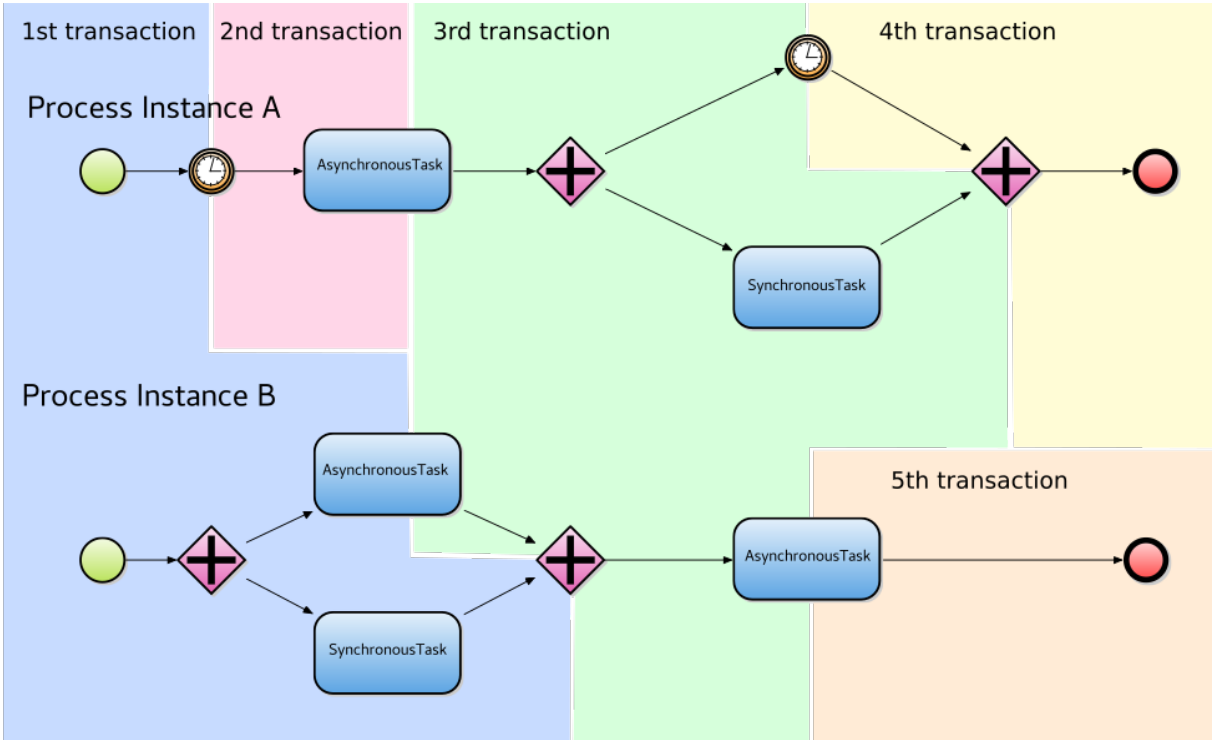 1st transaction
2nd transaction
3rd transaction
4th transaction
Process Instance A
AsynchronousTask
SynchronousTask
Process Instance B
AsynchronousTask
5th transaction
AsynchronousTask
SynchronousTask